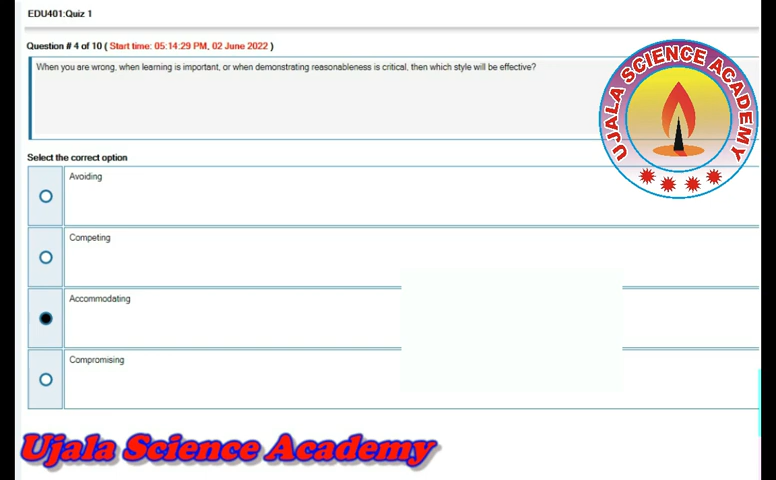 EDU401:Quiz 1
Question # 4 of 10 ( Start time: 05:14:29 PM, 02 June 2022 )
When you are wrong, when learning is important, or when demonstrating reasonableness is critical, then which style will be effective?
UJALA SCIENCE ACADEMY
Select the correct option
Avoiding
Competing
Accommodating
Compromising
Ujala Science Academy